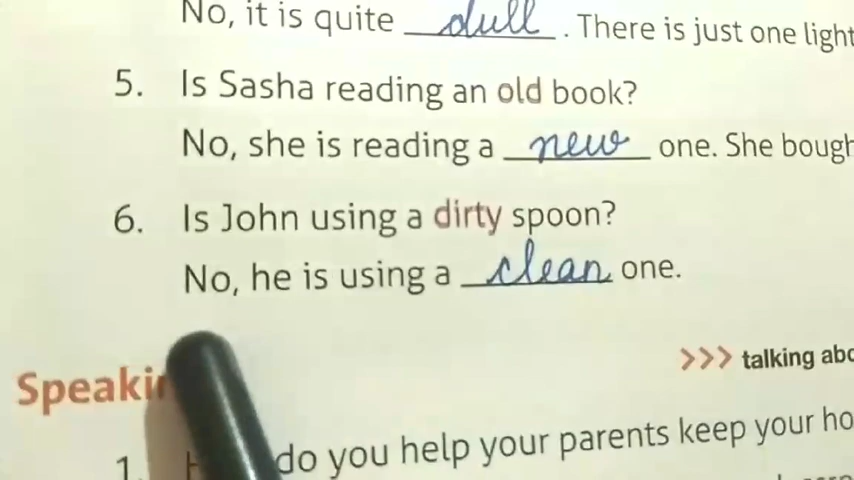 No, it is quite dull. There is just one light
5. Is Sasha reading an old book?
No, she is reading a new one. She bough
6. Is John using a dirty spoon?
No, he is using a clean one.
>>> talking abo
Speakin
1. do you help your parents keep your ho